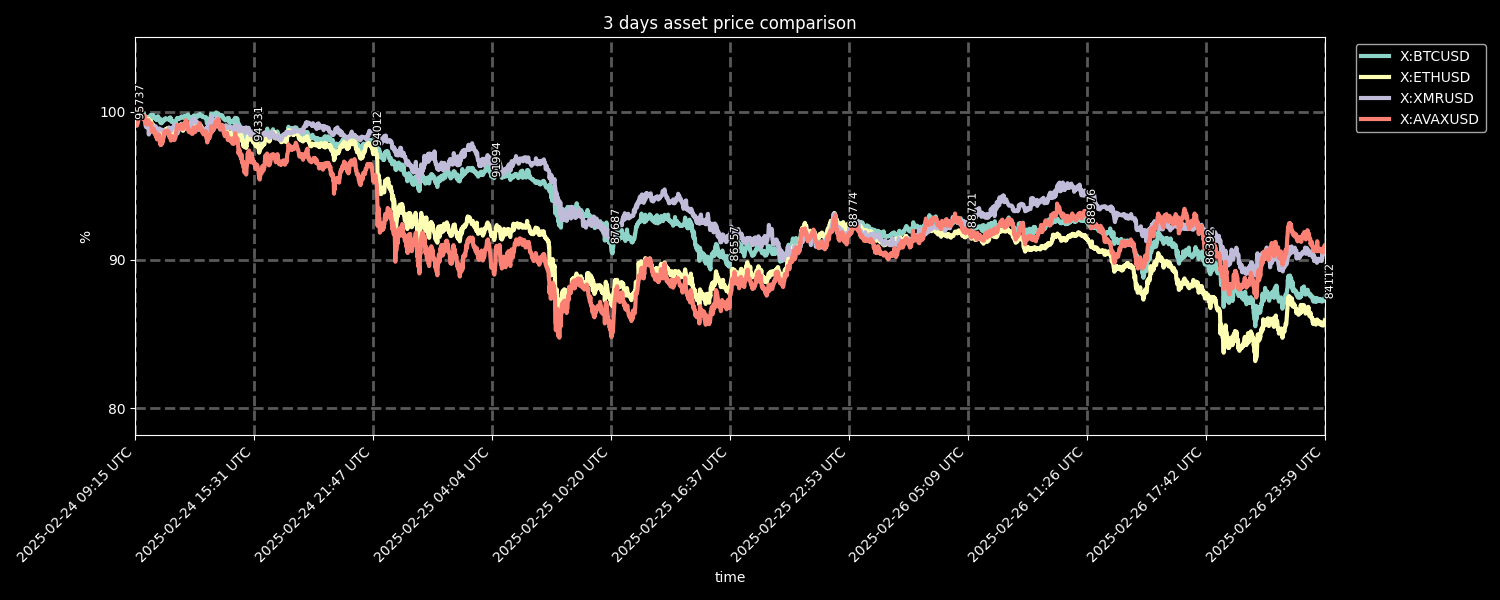 3 days asset price comparison
X:BTCUSD
X:ETHUSD
X:XMRUSD
X:AVAXUSD
100
90
80
%
95737
94331
94012
91994
87687
86557
88774
88721
88976
86392
84112
2025-02-24 09:15 UTC
2025-02-24 15:31 UTC
2025-02-24 21:47 UTC
2025-02-25 04:04 UTC
2025-02-25 10:20 UTC
2025-02-25 16:37 UTC
2025-02-25 22:53 UTC
2025-02-26 05:09 UTC
2025-02-26 11:26 UTC
2025-02-26 17:42 UTC
2025-02-26 23:59 UTC
time